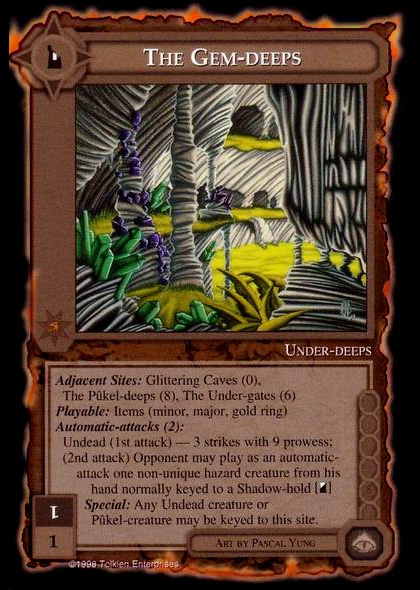 THE GEM-DEEPS
UNDER-DEEPS
Adjacent Sites: Glittering Caves (0),
The Pûkel-deeps (8), The Under-gates (6)
Playable: Items (minor, major, gold ring)
Automatic-attacks (2):
Undead (1st attack) — 3 strikes with 9 prowess;
(2nd attack) Opponent may play as an automatic-
attack one non-unique hazard creature from his
hand normally keyed to a Shadow-hold [ ]
Special: Any Undead creature or
Pûkel-creature may be keyed to this site.
1
1
ART BY PASCAL YUNG
©1998 Tolkien Enterprises